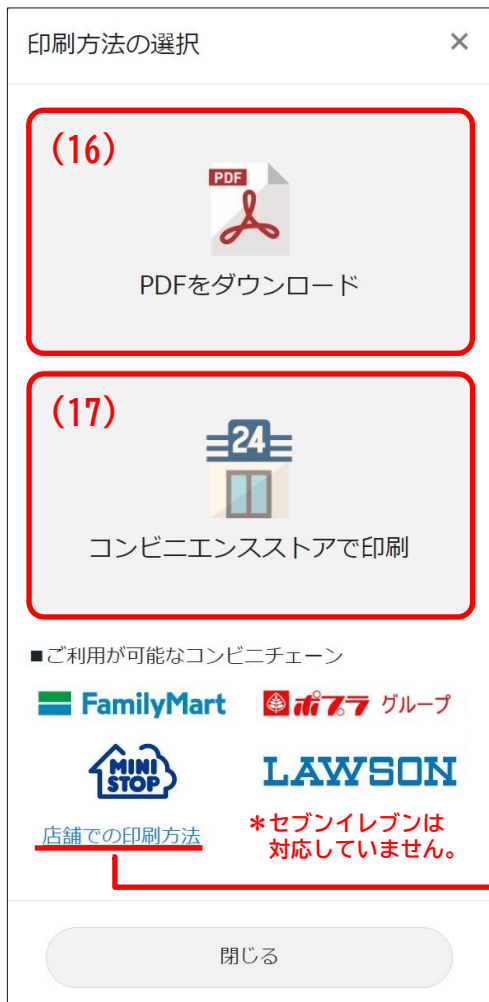 印刷方法の選択 ×
(16)
PDF
PDFをダウンロード
(17)
24
コンビニエンスストアで印刷
■ご利用が可能なコンビニチェーン
FamilyMart ポプラ グループ
MINI STOP LAWSON
店舗での印刷方法
*セブンイレブンは
対応していません。
閉じる